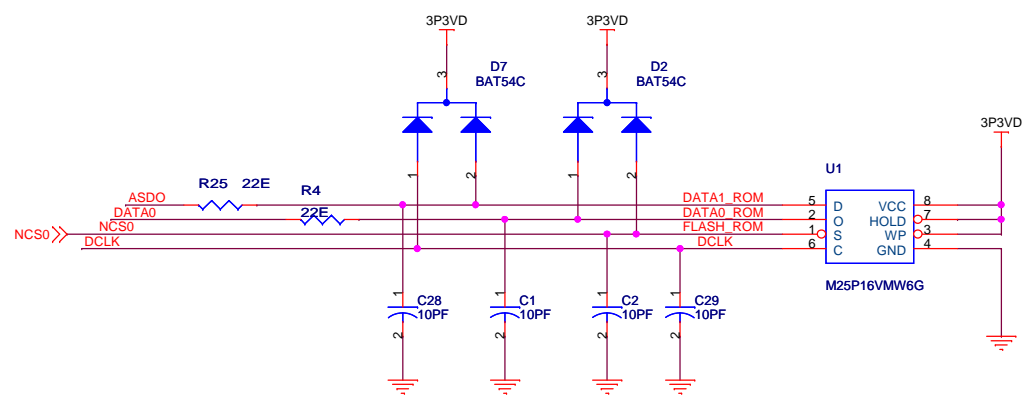 3P3VD
3P3VD
D7
BAT54C
D2
BAT54C
3
3
3P3VD
1
2
1
2
U1
R25 22E
ASDO
R4
22E
DATA1_ROM
5
D
VCC
8
DATA0
DATA0_ROM
2
O
HOLD
7
NCS0
NCS0
FLASH_ROM
1
S
WP
3
DCLK
DCLK
6
C
GND
4
M25P16VMW6G
1
1
1
1
C28
10PF
C1
10PF
C2
10PF
C29
10PF
2
2
2
2